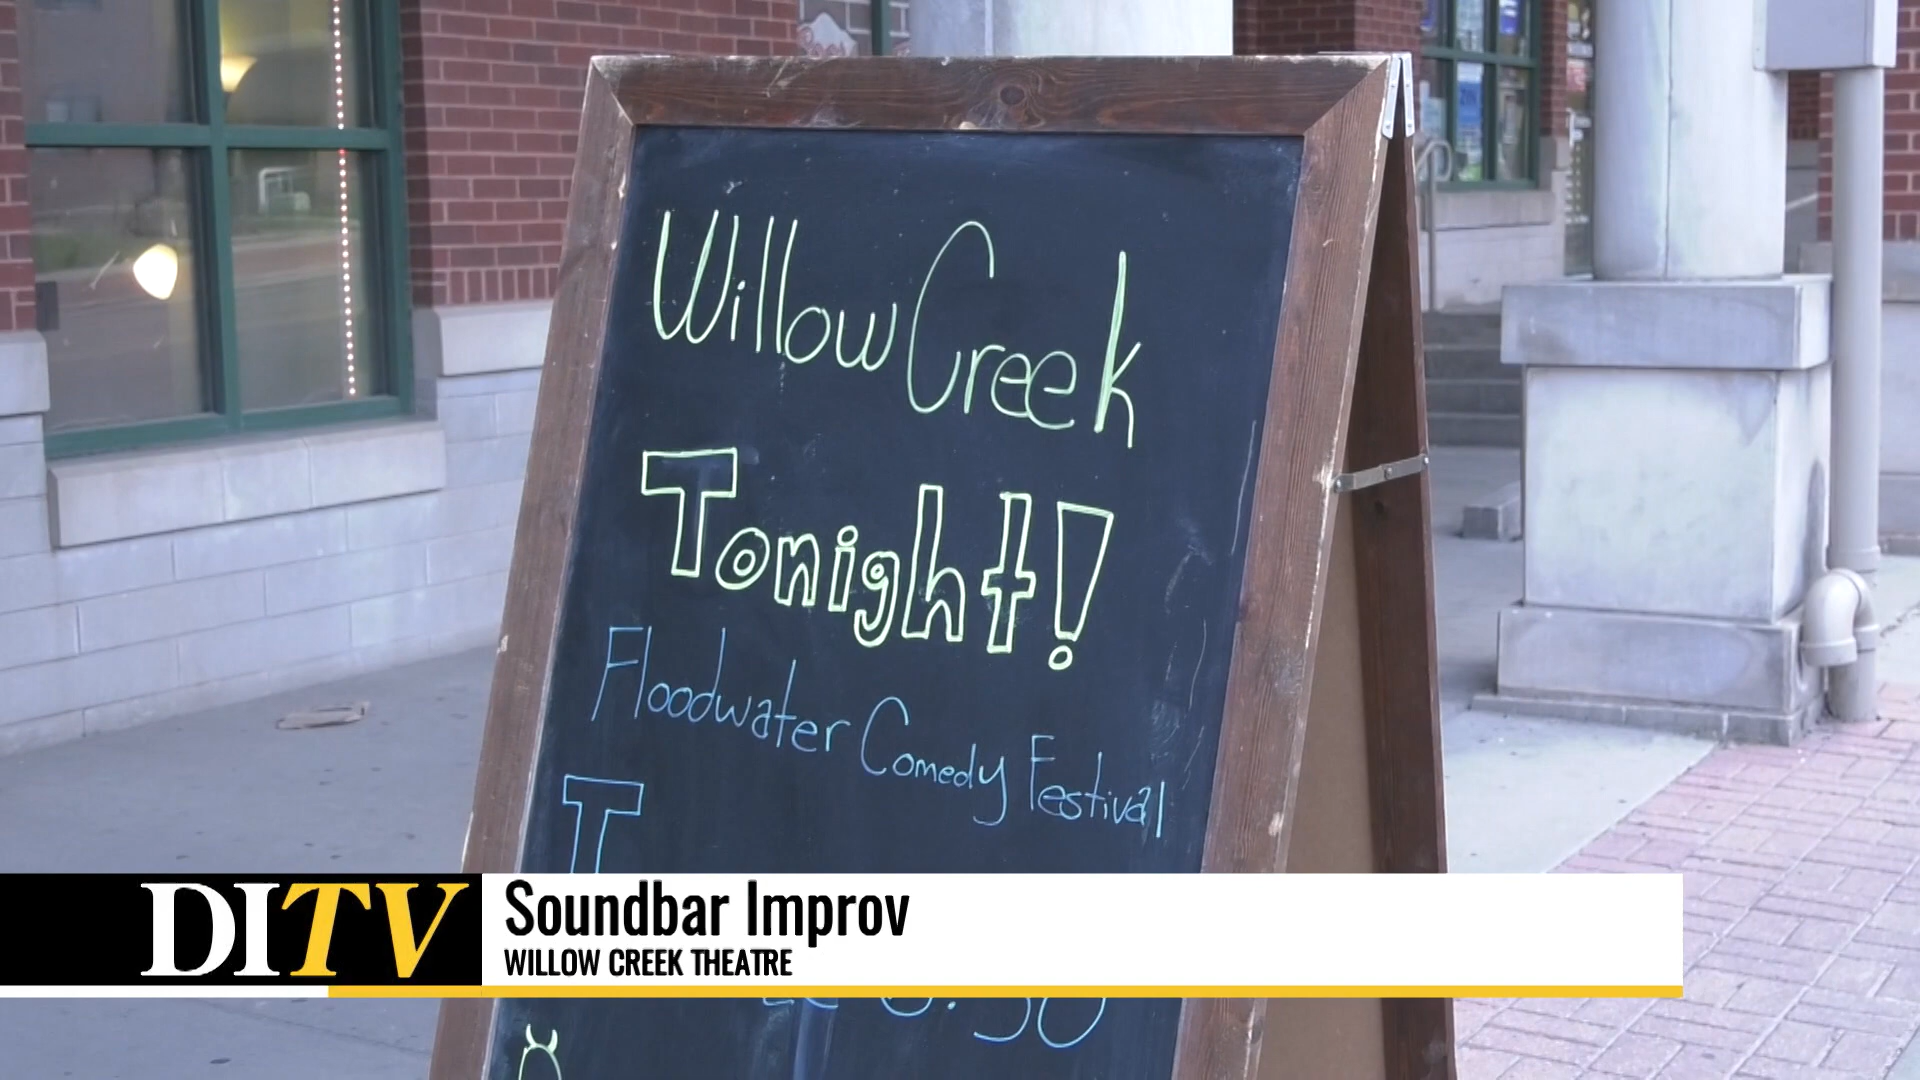 Willow Creek
Tonight!
Floodwater Comedy Festival
T
DITV
Soundbar Improv
WILLOW CREEK THEATRE